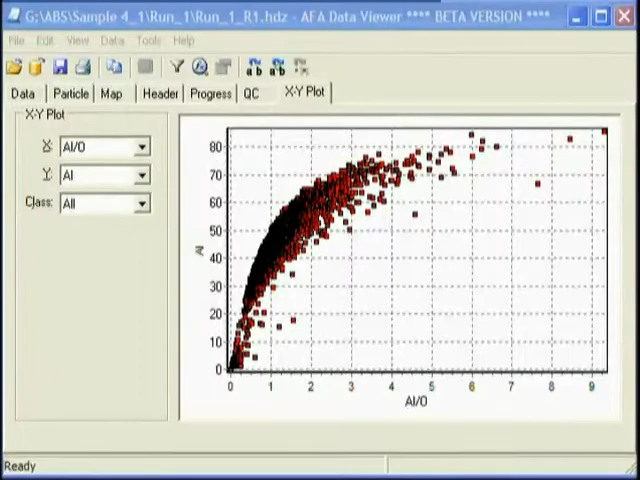 G:\ABS\Sample 4_1\Run_1\Run_1_R1.hdz - AFA Data Viewer **** BETA VERSION ****
File Edit View Data Tools Help
Data Particle Map Header Progress QC X-Y Plot
X-Y Plot
X: Al/O
Y: Al
Class: All
80
70
60
50
40
30
20
10
0
Al
0 1 2 3 4 5 6 7 8 9
Al/O
Ready